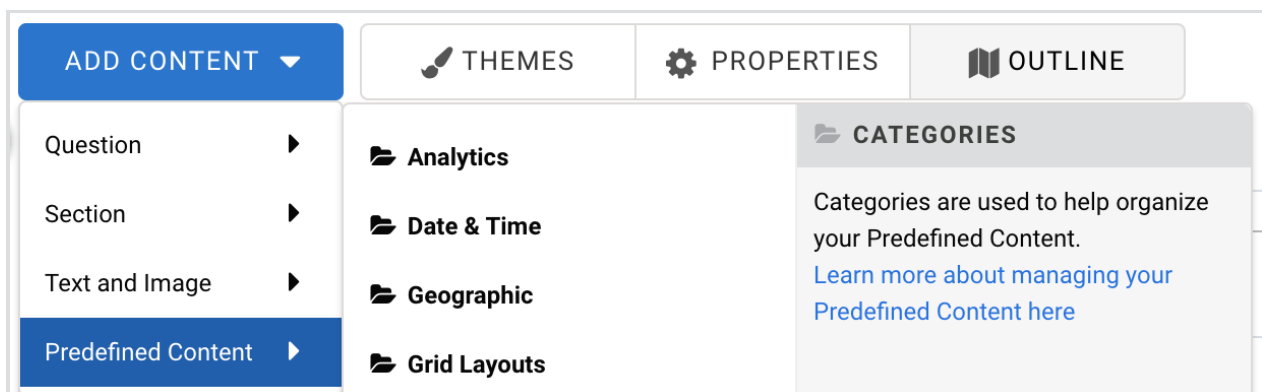 ADD CONTENT
THEMES
PROPERTIES
OUTLINE
Question
Section
Text and Image
Predefined Content
Analytics
Date & Time
Geographic
Grid Layouts
CATEGORIES
Categories are used to help organize
your Predefined Content.
Learn more about managing your
Predefined Content here